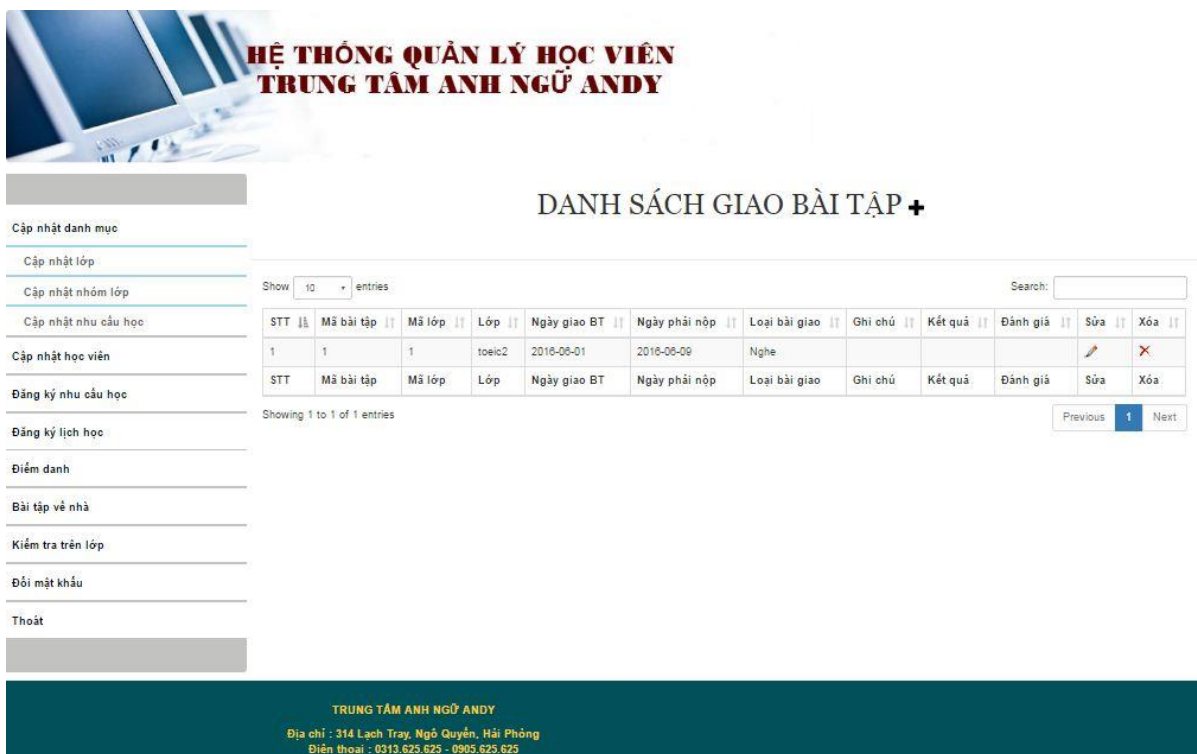 HỆ THỐNG QUẢN LÝ HỌC VIÊN
TRUNG TÂM ANH NGỮ ANDY
Cập nhật danh mục
Cập nhật lớp
Cập nhật nhóm lớp
Cập nhật nhu cầu học
Cập nhật học viên
Đăng ký nhu cầu học
Đăng ký lịch học
Điểm danh
Bài tập về nhà
Kiểm tra trên lớp
Đổi mật khẩu
Thoát
DANH SÁCH GIAO BÀI TẬP
Show 10 entries Search:
STT Mã bài tập Mã lớp Lớp Ngày giao BT Ngày phải nộp Loại bài giao Ghi chú Kết quả Đánh giá Sửa Xóa
1 1 1 toeic2 2016-06-01 2016-06-09 Nghe
STT Mã bài tập Mã lớp Lớp Ngày giao BT Ngày phải nộp Loại bài giao Ghi chú Kết quả Đánh giá Sửa Xóa
Showing 1 to 1 of 1 entries Previous 1 Next
TRUNG TÂM ANH NGỮ ANDY
Địa chỉ : 314 Lạch Tray, Ngô Quyền, Hải Phòng
Điện thoại : 0313.625.625 - 0905.625.625